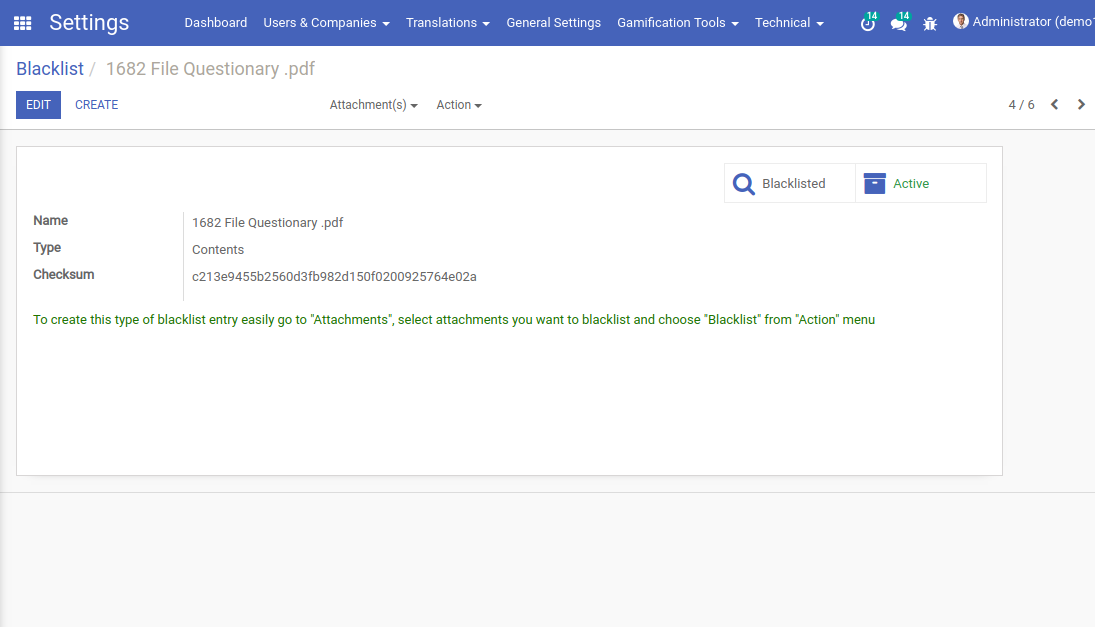 Settings Dashboard Users & Companies Translations General Settings Gamification Tools Technical 14 14 Administrator (demo1
Blacklist / 1682 File Questionary .pdf
EDIT CREATE Attachment(s) Action 4 / 6
Blacklisted Active
Name 1682 File Questionary .pdf
Type Contents
Checksum c213e9455b2560d3fb982d150f0200925764e02a
To create this type of blacklist entry easily go to "Attachments", select attachments you want to blacklist and choose "Blacklist" from "Action" menu